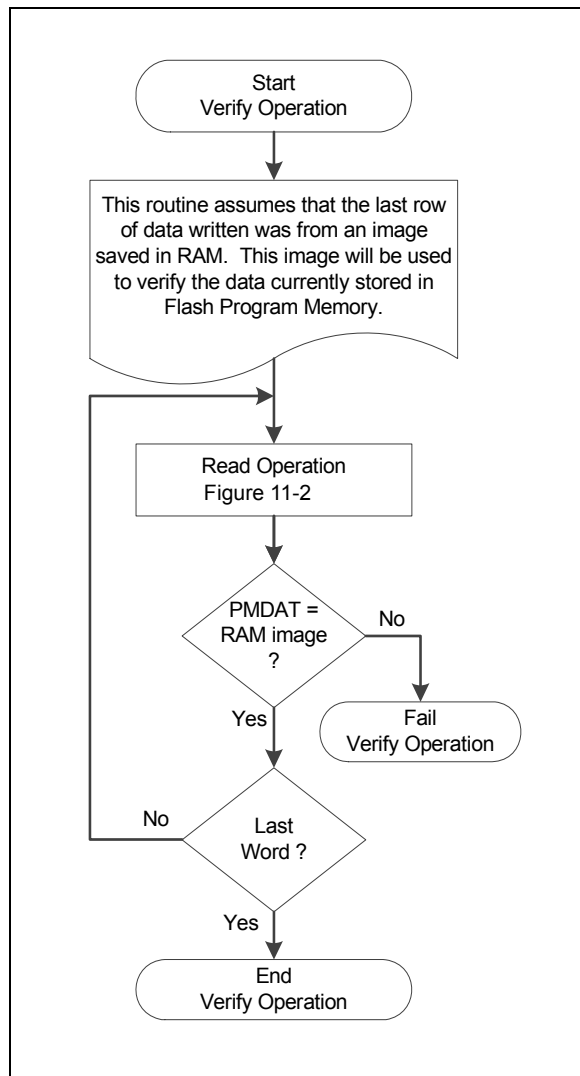 Start
Verify Operation
This routine assumes that the last row
of data written was from an image
saved in RAM. This image will be used
to verify the data currently stored in
Flash Program Memory.
Read Operation
Figure 11-2
PMDAT =
RAM image
?
No
Yes
Fail
Verify Operation
No
Last
Word ?
Yes
End
Verify Operation